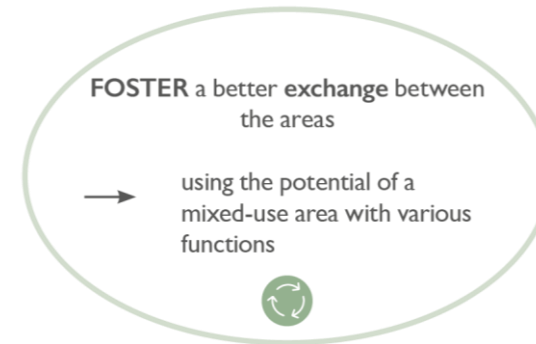 FOSTER a better exchange between
the areas
using the potential of a
mixed-use area with various
functions